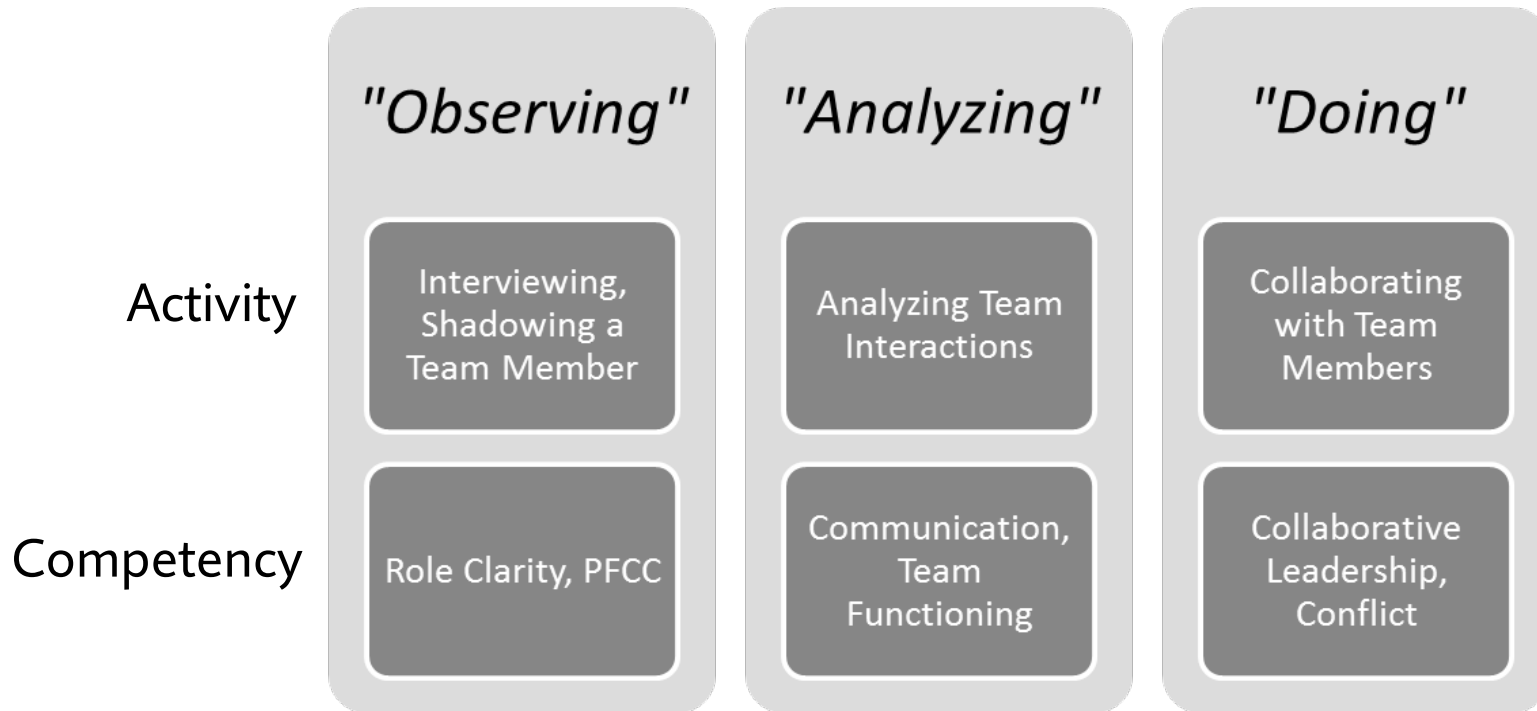 "Observing"
"Analyzing"
"Doing"
Activity
Interviewing,
Shadowing a
Team Member
Analyzing Team
Interactions
Collaborating
with Team
Members
Competency
Role Clarity, PFCC
Communication,
Team
Functioning
Collaborative
Leadership,
Conflict